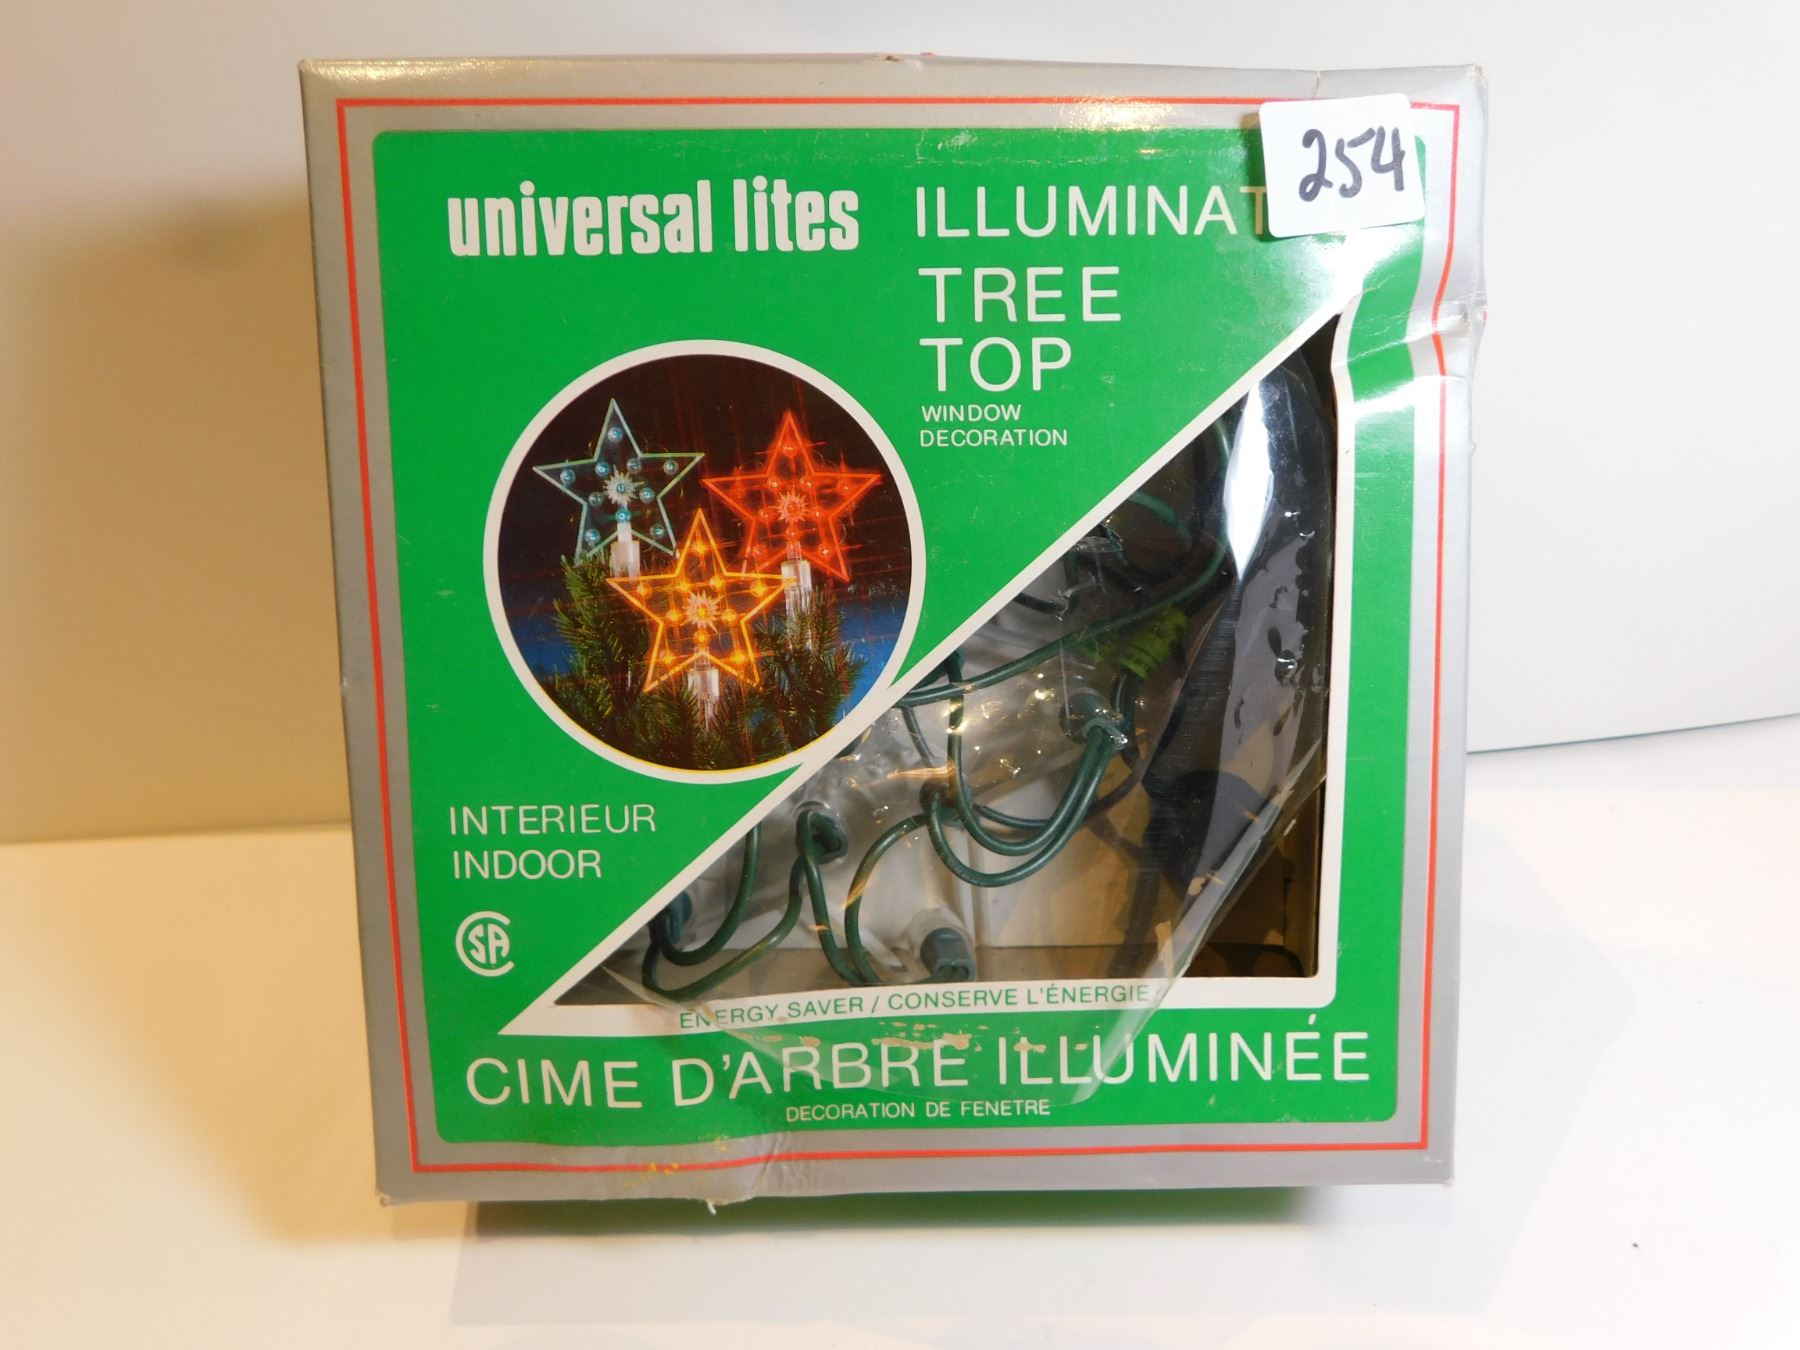 254
universal lites
ILLUMINAT
TREE
TOP
WINDOW
DECORATION
INTERIEUR
INDOOR
CSA
ENERGY SAVER / CONSERVE L'ÉNERGIE
CIME D'ARBRE ILLUMINÉE
DECORATION DE FENETRE